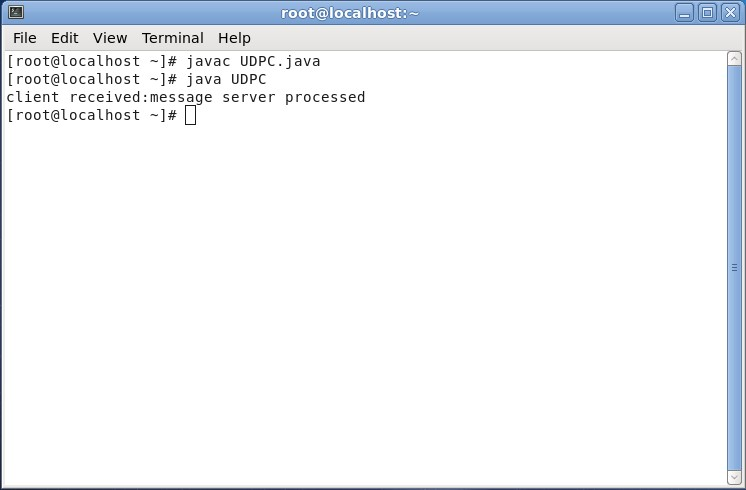 root@localhost:~
File Edit View Terminal Help
[root@localhost ~]# javac UDPC.java
[root@localhost ~]# java UDPC
client received:message server processed
[root@localhost ~]#